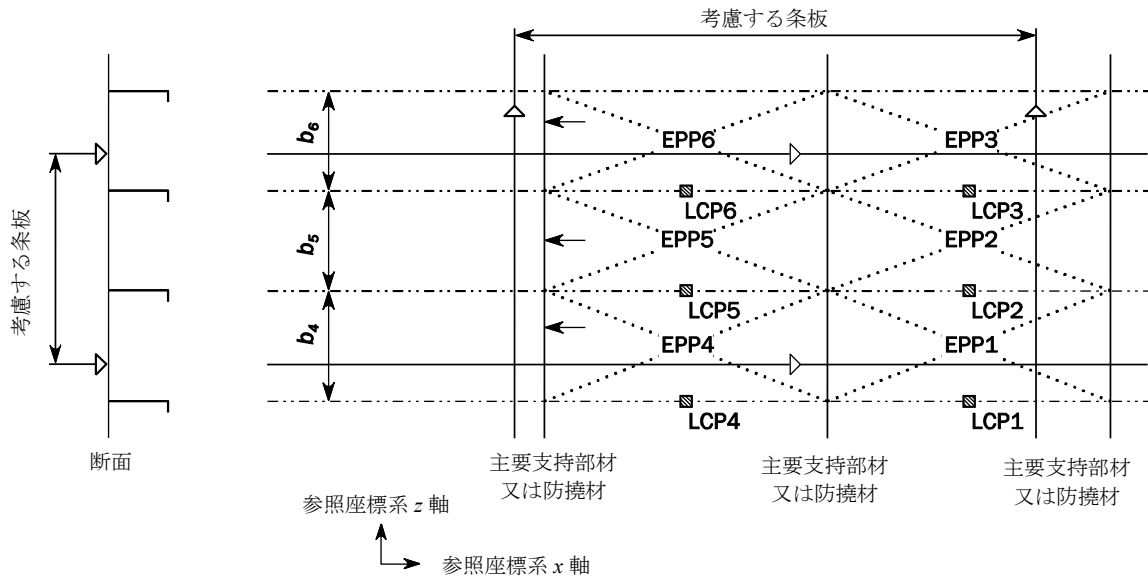 考慮する条板
b6
EPP6
EPP3
LCP6
LCP3
考慮する条板
b5
EPP5
EPP2
LCP5
LCP2
b4
EPP4
EPP1
LCP4
LCP1
断面
主要支持部材
又は防撓材
主要支持部材
又は防撓材
主要支持部材
又は防撓材
参照座標系 z 軸
参照座標系 x 軸